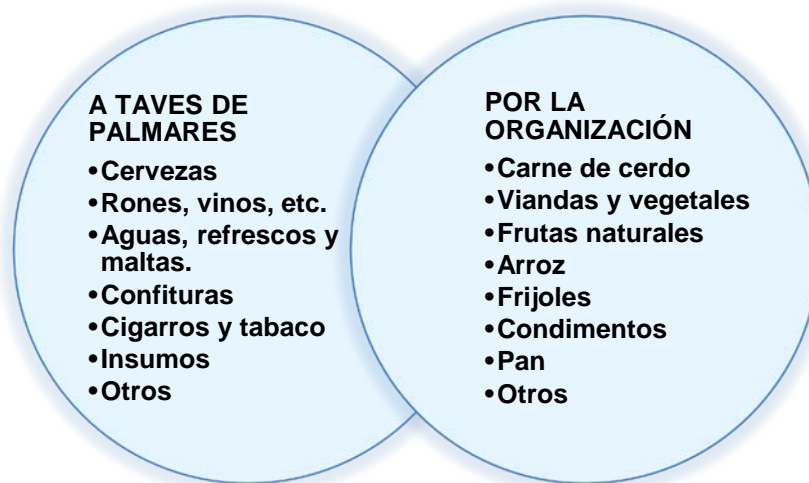 A TAVES DE
PALMARES
•Cervezas
•Rones, vinos, etc.
•Aguas, refrescos y
maltas.
•Confituras
•Cigarros y tabaco
•Insumos
•Otros
POR LA
ORGANIZACIÓN
•Carne de cerdo
•Viandas y vegetales
•Frutas naturales
•Arroz
•Frijoles
•Condimentos
•Pan
•Otros